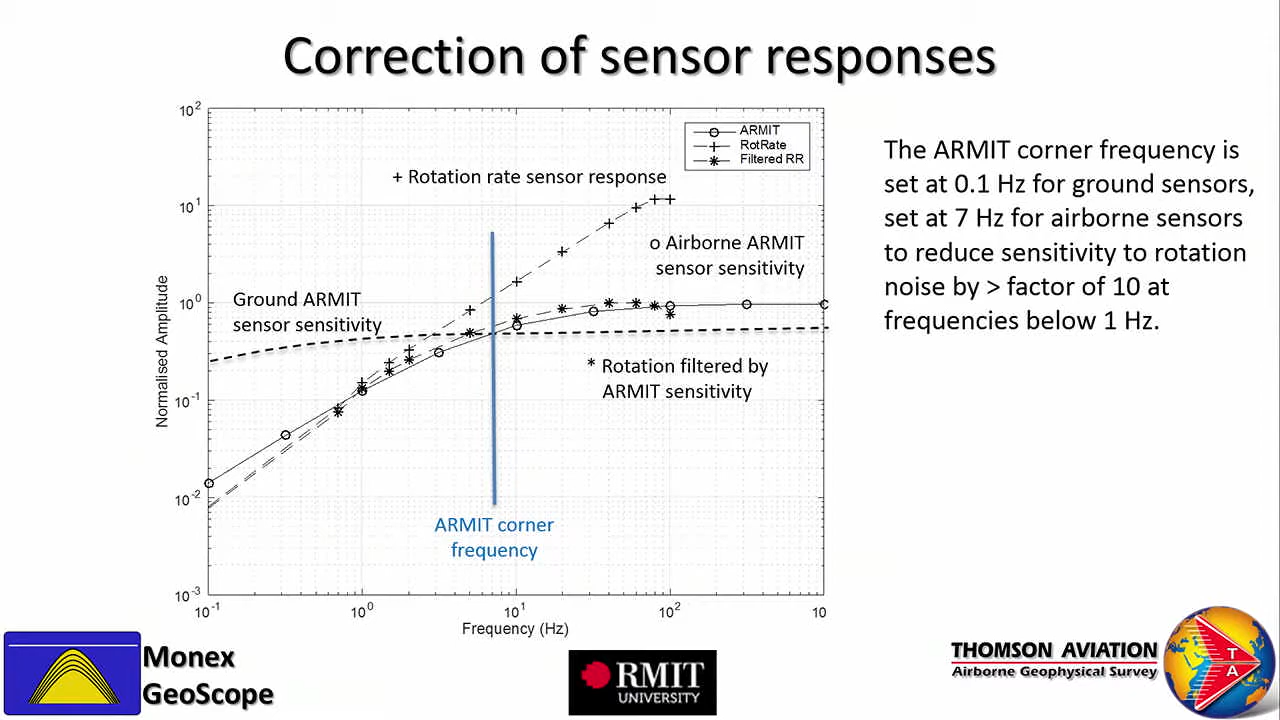 Correction of sensor responses
10^2
10^1
10^0
10^-1
10^-2
10^-3
Normalised Amplitude
ARMIT
RotRate
Filtered RR
+ Rotation rate sensor response
o Airborne ARMIT
sensor sensitivity
Ground ARMIT
sensor sensitivity
* Rotation filtered by
ARMIT sensitivity
ARMIT corner
frequency
10^-1
10^0
10^1
10^2
10
Frequency (Hz)
The ARMIT corner frequency is
set at 0.1 Hz for ground sensors,
set at 7 Hz for airborne sensors
to reduce sensitivity to rotation
noise by > factor of 10 at
frequencies below 1 Hz.
Monex
GeoScope
RMIT
UNIVERSITY
THOMSON AVIATION
Airborne Geophysical Survey
T
A